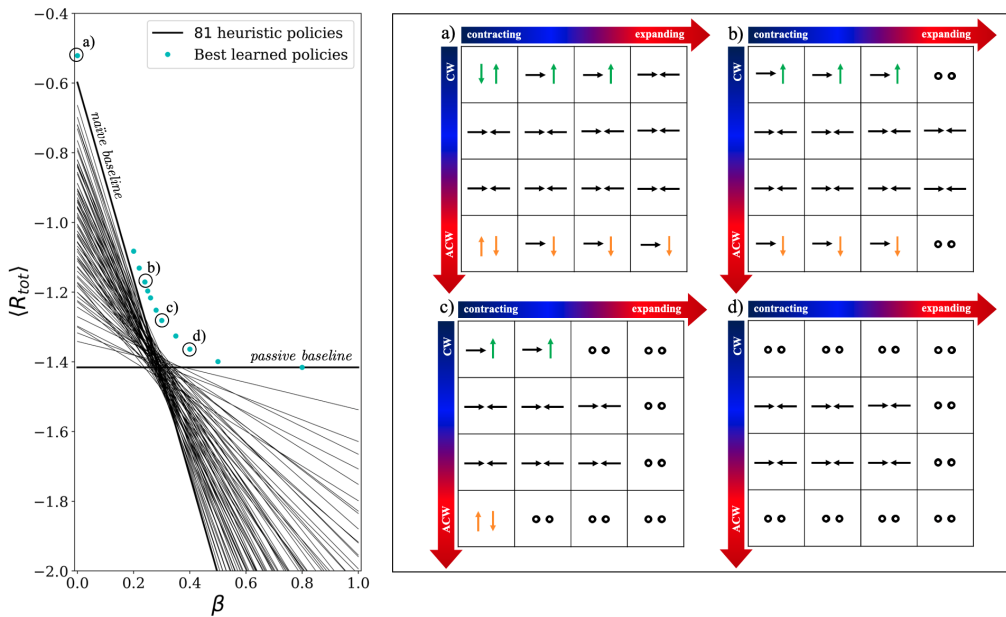 81 heuristic policies
Best learned policies
a)
naïve baseline
b)
c)
d)
passive baseline
−0.4
−0.6
−0.8
−1.0
−1.2
−1.4
−1.6
−1.8
−2.0
⟨R_tot⟩
0.0 0.2 0.4 0.6 0.8 1.0
β
a)
contracting expanding
CW
ACW
b)
contracting expanding
CW
ACW
c)
contracting expanding
CW
ACW
d)
contracting expanding
CW
ACW